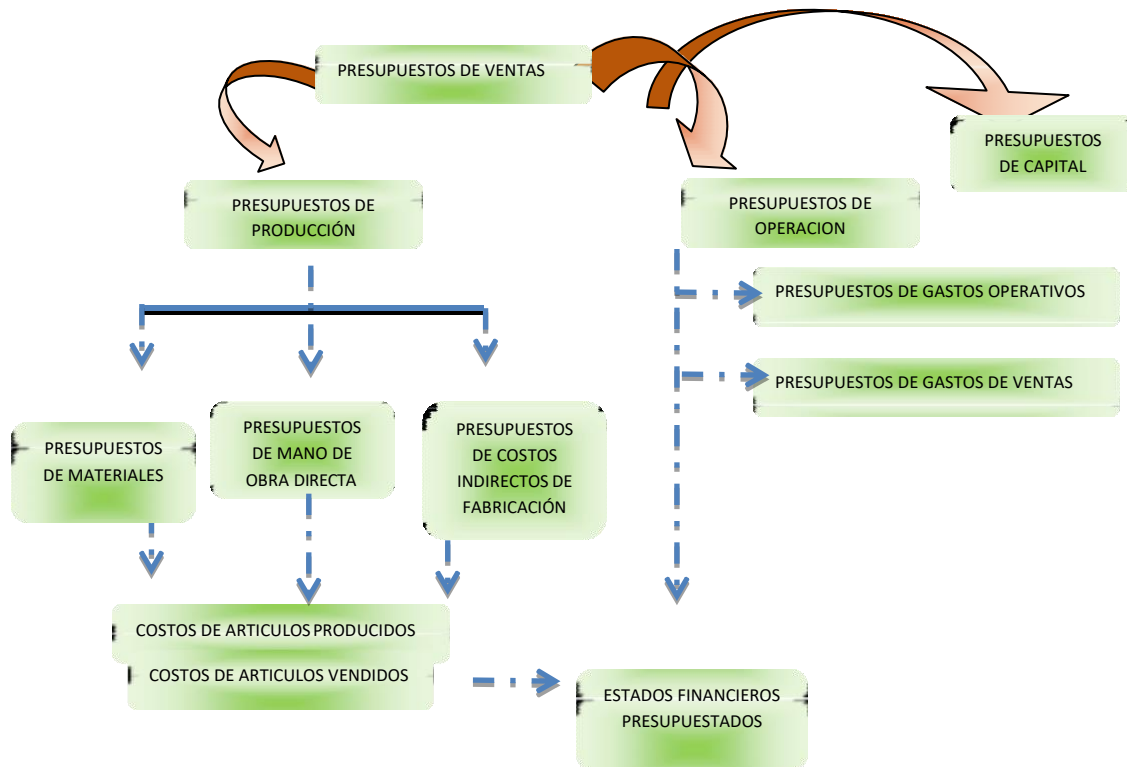 PRESUPUESTOS DE VENTAS
PRESUPUESTOS
DE CAPITAL
PRESUPUESTOS DE
PRODUCCIÓN
PRESUPUESTOS DE
OPERACION
PRESUPUESTOS DE GASTOS OPERATIVOS
PRESUPUESTOS DE GASTOS DE VENTAS
PRESUPUESTOS
DE MATERIALES
PRESUPUESTOS
DE MANO DE
OBRA DIRECTA
PRESUPUESTOS
DE COSTOS
INDIRECTOS DE
FABRICACIÓN
COSTOS DE ARTICULOS PRODUCIDOS
COSTOS DE ARTICULOS VENDIDOS
ESTADOS FINANCIEROS
PRESUPUESTADOS